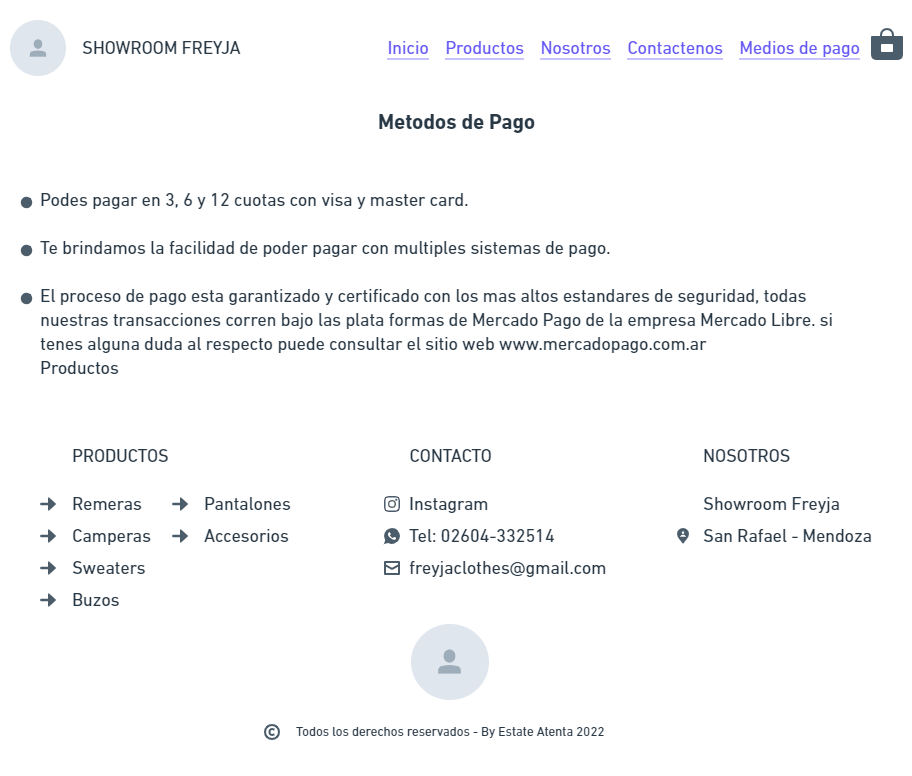 SHOWROOM FREYJA
Inicio Productos Nosotros Contactenos Medios de pago
Metodos de Pago
Podes pagar en 3, 6 y 12 cuotas con visa y master card.
Te brindamos la facilidad de poder pagar con multiples sistemas de pago.
El proceso de pago esta garantizado y certificado con los mas altos estandares de seguridad, todas
nuestras transacciones corren bajo las plata formas de Mercado Pago de la empresa Mercado Libre. si
tenes alguna duda al respecto puede consultar el sitio web www.mercadopago.com.ar
Productos
PRODUCTOS
Remeras
Camperas
Sweaters
Buzos
Pantalones
Accesorios
CONTACTO
Instagram
Tel: 02604-332514
freyjaclothes@gmail.com
NOSOTROS
Showroom Freyja
San Rafael - Mendoza
© Todos los derechos reservados - By Estate Atenta 2022